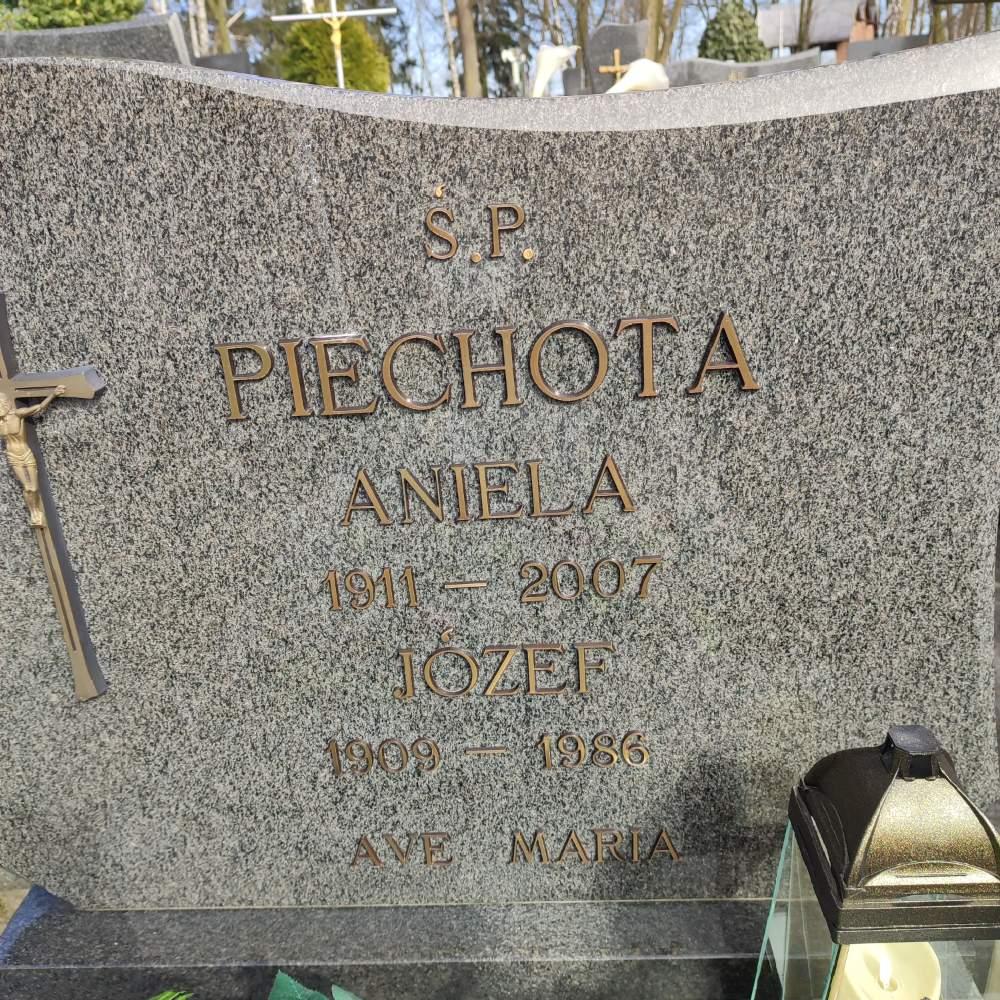 Ś.P.
PIECHOTA
ANIELA
1911 – 2007
JÓZEF
1909 – 1986
AVE MARIA